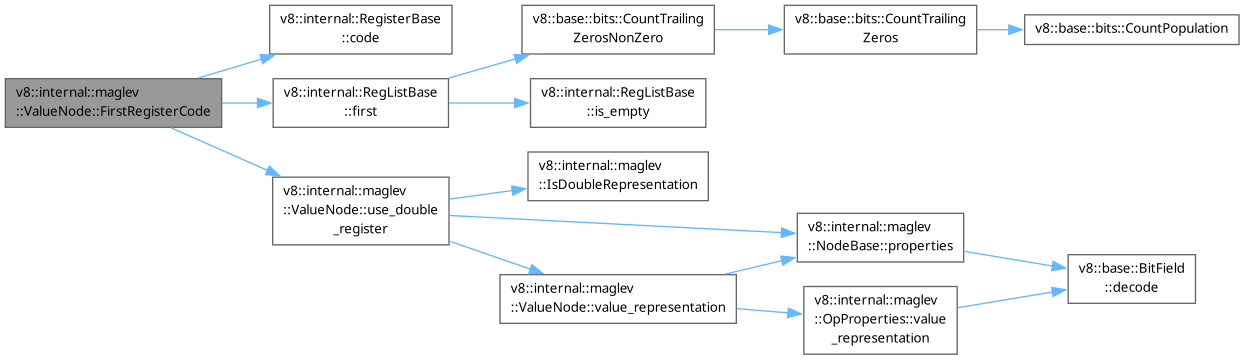 v8::internal::maglev
::ValueNode::FirstRegisterCode
v8::internal::RegisterBase
::code
v8::internal::RegListBase
::first
v8::internal::maglev
::ValueNode::use_double
_register
v8::base::bits::CountTrailing
ZerosNonZero
v8::internal::RegListBase
::is_empty
v8::internal::maglev
::IsDoubleRepresentation
v8::internal::maglev
::ValueNode::value_representation
v8::base::bits::CountTrailing
Zeros
v8::internal::maglev
::NodeBase::properties
v8::internal::maglev
::OpProperties::value
_representation
v8::base::bits::CountPopulation
v8::base::BitField
::decode